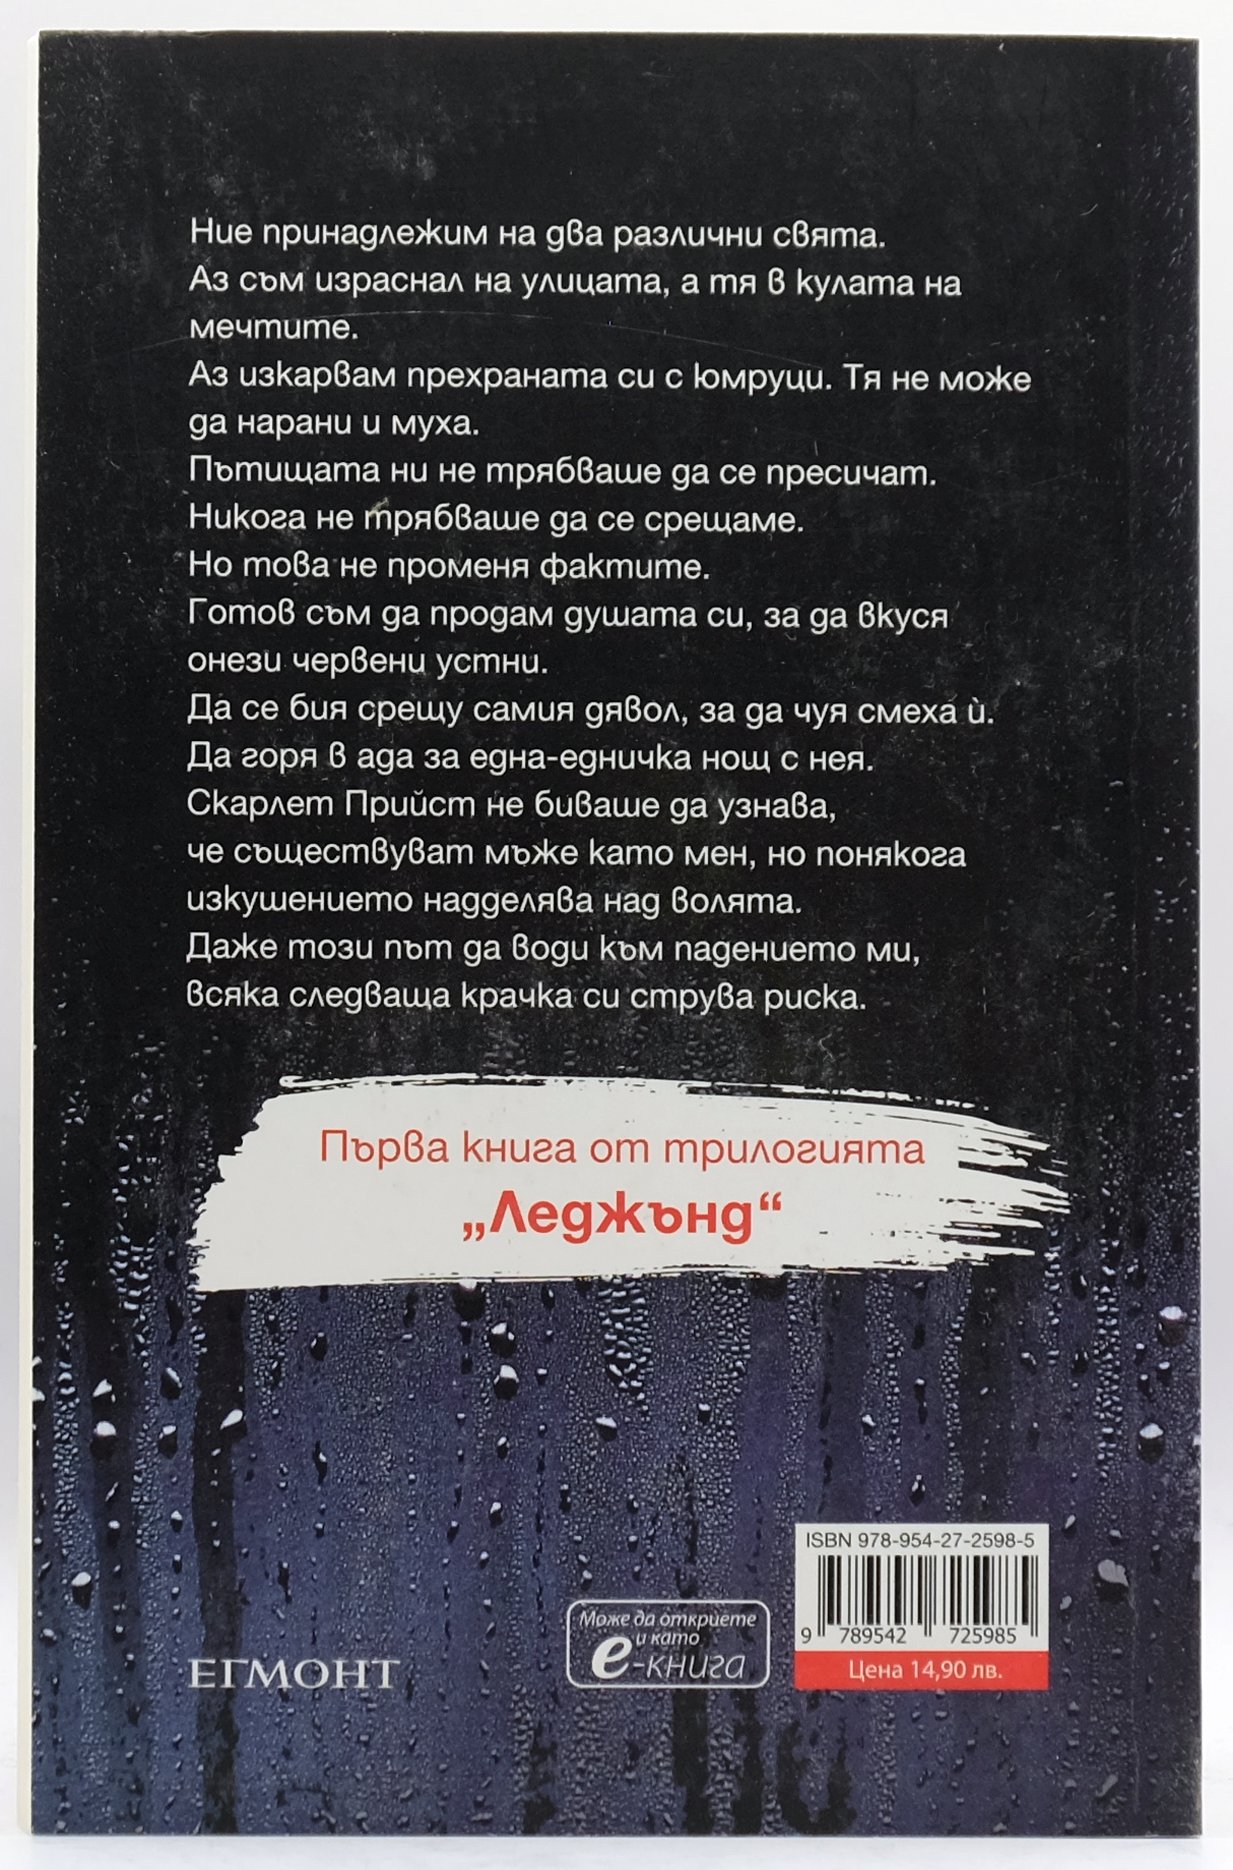 Ние принадлежим на два различни свята.
Аз съм израснал на улицата, а тя в кулата на
мечтите.
Аз изкарвам прехраната си с юмруци. Тя не може
да нарани и муха.
Пътищата ни не трябваше да се пресичат.
Никога не трябваше да се срещаме.
Но това не променя фактите.
Готов съм да продам душата си, за да вкуся
онези червени устни.
Да се бия срещу самия дявол, за да чуя смеха ѝ.
Да горя в ада за една-едничка нощ с нея.
Скарлет Прийст не биваше да узнава,
че съществуват мъже като мен, но понякога
изкушението надделява над волята.
Даже този път да води към падението ми,
всяка следваща крачка си струва риска.
Първа книга от трилогията
„Леджънд“
ISBN 978-954-27-2598-5
9 789542 725985
Цена 14,90 лв.
Може да откриете
и като
е-книга
ЕГМОНТ